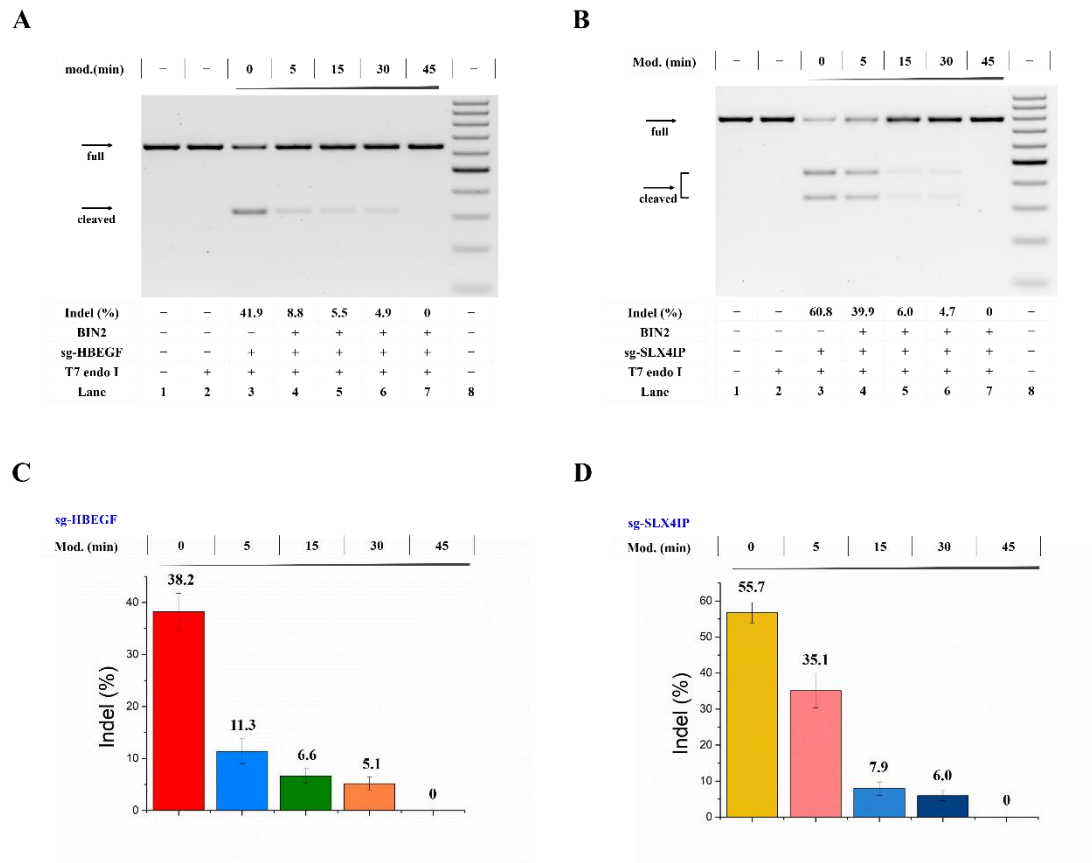 A
mod.(min) – – 0 5 15 30 45 –
full
cleaved
Indel (%) – – 41.9 8.8 5.5 4.9 0 –
BIN2 – – – + + + + –
sg-HBEGF – – + + + + + –
T7 endo I – + + + + + + –
Lane 1 2 3 4 5 6 7 8
B
Mod. (min) – – 0 5 15 30 45 –
full
cleaved
Indel (%) – – 60.8 39.9 6.0 4.7 0 –
BIN2 – – – + + + + –
sg-SLX4IP – – + + + + + –
T7 endo I – + + + + + + –
Lane 1 2 3 4 5 6 7 8
C
sg-HBEGF
Mod. (min) 0 5 15 30 45
Indel (%)
40
30
20
10
0
38.2
11.3
6.6
5.1
0
D
sg-SLX4IP
Mod. (min) 0 5 15 30 45
Indel (%)
60
50
40
30
20
10
0
55.7
35.1
7.9
6.0
0